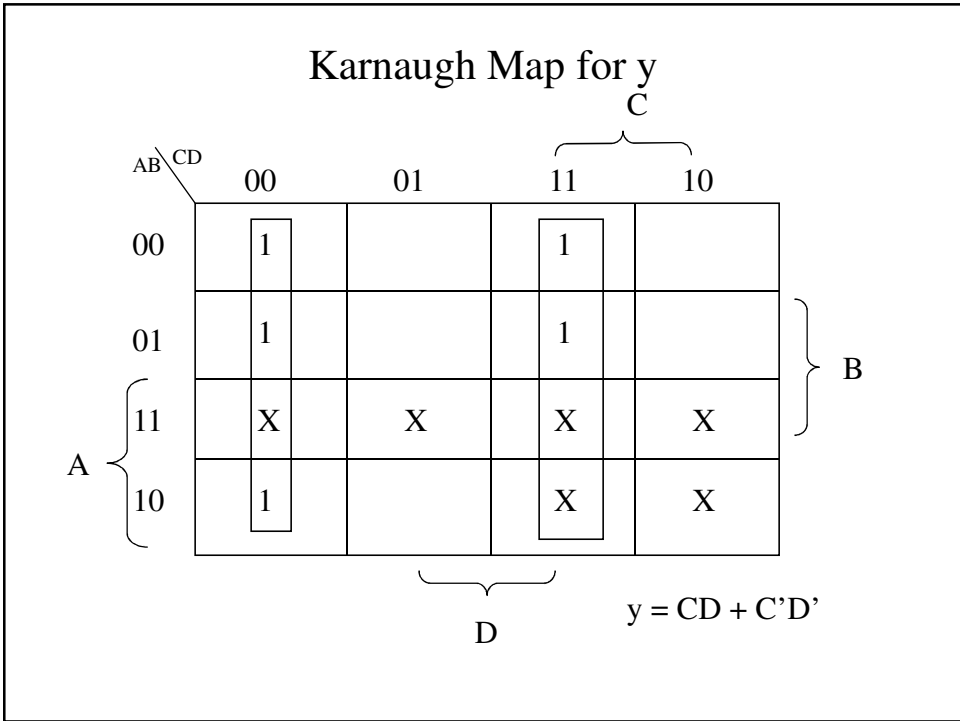 Karnaugh Map for y
C
AB CD
00 01 11 10
00 1 1
01 1 1
B
11 X X X X
A
10 1 X X
D
y = CD + C’D’